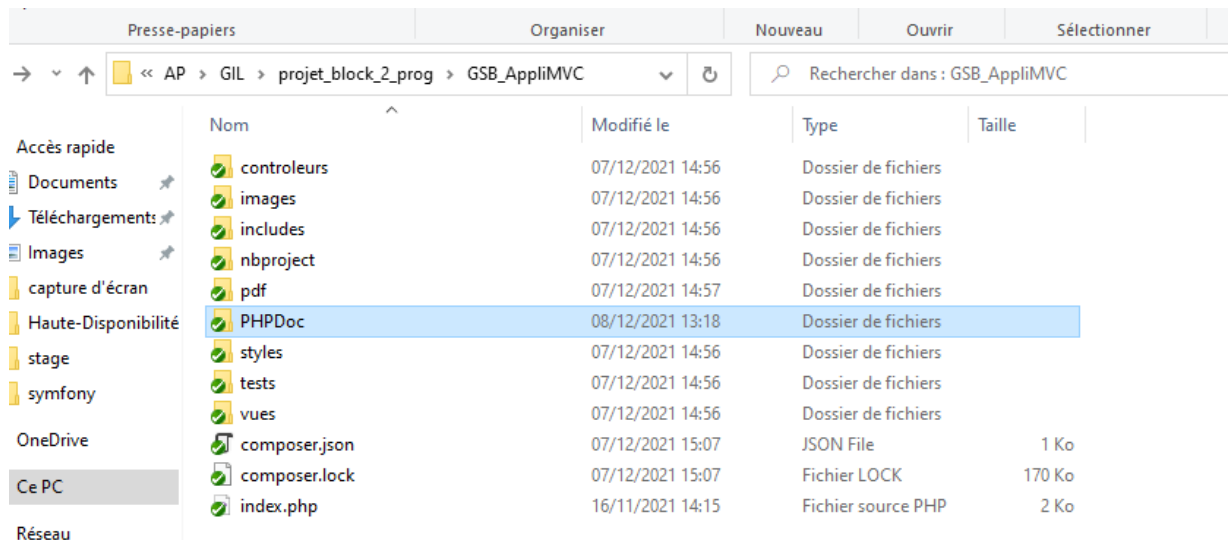 Presse-papiers Organiser Nouveau Ouvrir Sélectionner
« AP > GIL > projet_block_2_prog > GSB_AppliMVC Rechercher dans : GSB_AppliMVC
Nom Modifié le Type Taille
Accès rapide
Documents
Téléchargements
Images
capture d'écran
Haute-Disponibilité
stage
symfony
OneDrive
Ce PC
Réseau
controleurs 07/12/2021 14:56 Dossier de fichiers
images 07/12/2021 14:56 Dossier de fichiers
includes 07/12/2021 14:56 Dossier de fichiers
nbproject 07/12/2021 14:56 Dossier de fichiers
pdf 07/12/2021 14:57 Dossier de fichiers
PHPDoc 08/12/2021 13:18 Dossier de fichiers
styles 07/12/2021 14:56 Dossier de fichiers
tests 07/12/2021 14:56 Dossier de fichiers
vues 07/12/2021 14:56 Dossier de fichiers
composer.json 07/12/2021 15:07 JSON File 1 Ko
composer.lock 07/12/2021 15:07 Fichier LOCK 170 Ko
index.php 16/11/2021 14:15 Fichier source PHP 2 Ko